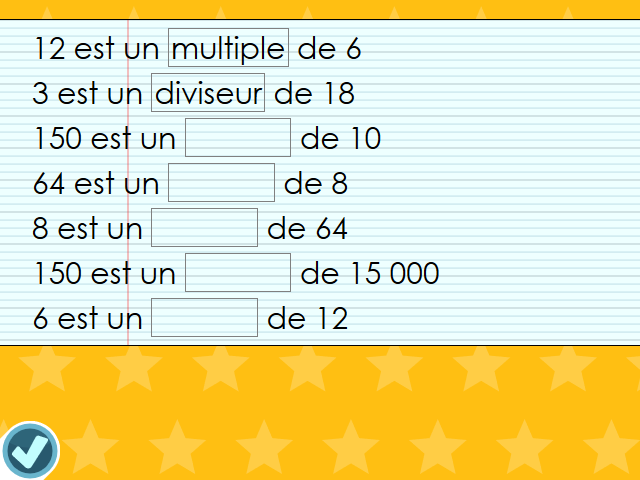 12 est un multiple de 6
3 est un diviseur de 18
150 est un de 10
64 est un de 8
8 est un de 64
150 est un de 15 000
6 est un de 12